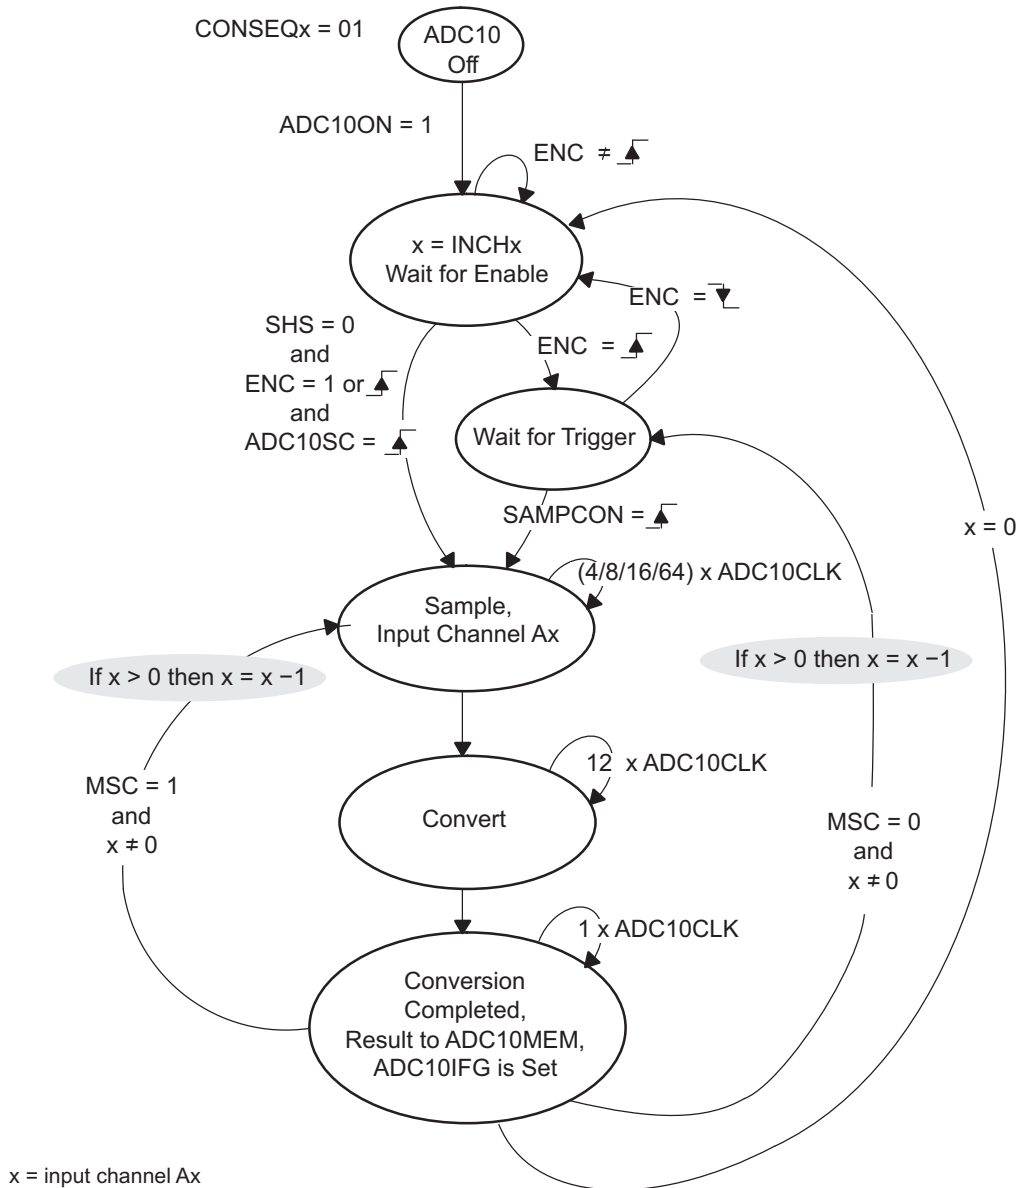 CONSEQx = 01
ADC10
Off
ADC10ON = 1
ENC ≠
x = INCHx
Wait for Enable
ENC =
SHS = 0
and
ENC = 1 or
and
ADC10SC =
ENC =
Wait for Trigger
SAMPCON =
x = 0
(4/8/16/64) x ADC10CLK
Sample,
Input Channel Ax
If x > 0 then x = x −1
If x > 0 then x = x −1
12 x ADC10CLK
MSC = 1
and
x ≠ 0
Convert
MSC = 0
and
x ≠ 0
1 x ADC10CLK
Conversion
Completed,
Result to ADC10MEM,
ADC10IFG is Set
x = input channel Ax